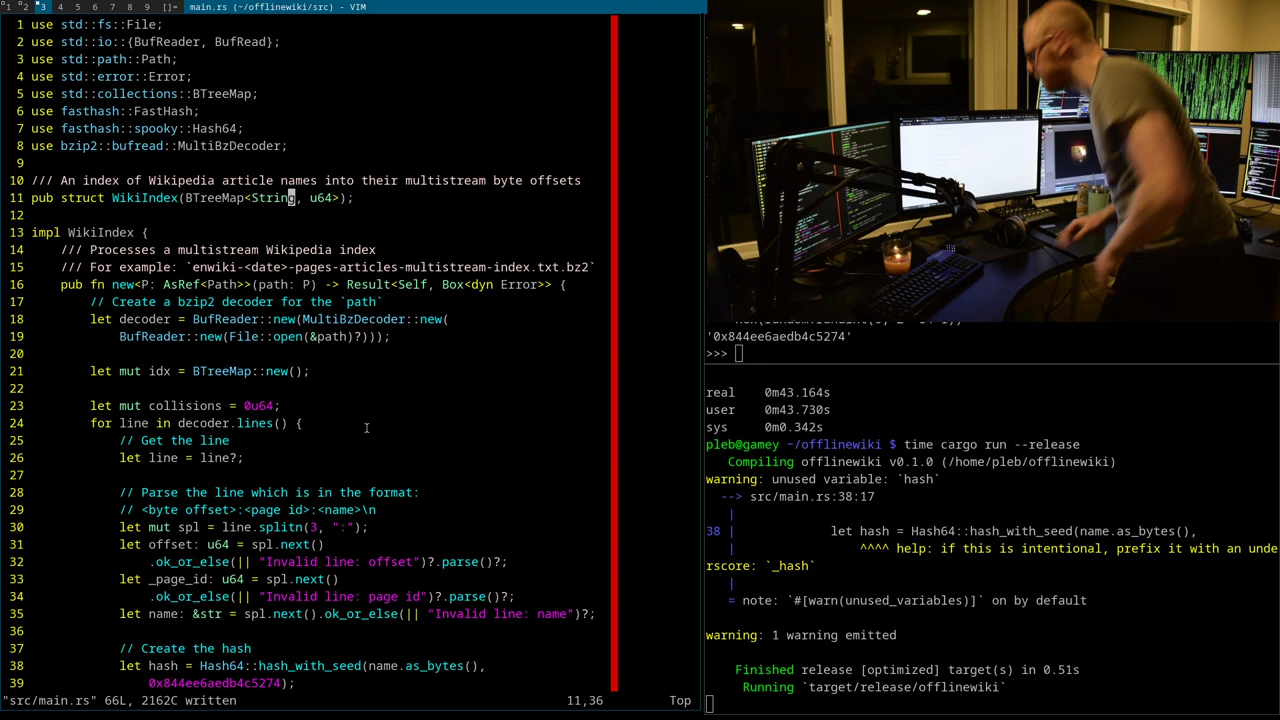 1 2 3 4 5 6 7 8 9 []= main.rs (~/offlinewiki/src) - VIM
1 use std::fs::File;
2 use std::io::{BufReader, BufRead};
3 use std::path::Path;
4 use std::error::Error;
5 use std::collections::BTreeMap;
6 use fasthash::FastHash;
7 use fasthash::spooky::Hash64;
8 use bzip2::bufread::MultiBzDecoder;
9
10 /// An index of Wikipedia article names into their multistream byte offsets
11 pub struct WikiIndex(BTreeMap<String, u64>);
12
13 impl WikiIndex {
14     /// Processes a multistream Wikipedia index
15     /// For example: `enwiki-<date>-pages-articles-multistream-index.txt.bz2`
16     pub fn new<P: AsRef<Path>>(path: P) -> Result<Self, Box<dyn Error>> {
17         // Create a bzip2 decoder for the `path`
18         let decoder = BufReader::new(MultiBzDecoder::new(
19             BufReader::new(File::open(&path)?)));
20
21         let mut idx = BTreeMap::new();
22
23         let mut collisions = 0u64;
24         for line in decoder.lines() {
25             // Get the line
26             let line = line?;
27
28             // Parse the line which is in the format:
29             // <byte offset>:<page id>:<name>\n
30             let mut spl = line.splitn(3, ":");
31             let offset: u64 = spl.next()
32                 .ok_or_else(|| "Invalid line: offset")?.parse()?;
33             let _page_id: u64 = spl.next()
34                 .ok_or_else(|| "Invalid line: page id")?.parse()?;
35             let name: &str = spl.next().ok_or_else(|| "Invalid line: name")?;
36
37             // Create the hash
38             let hash = Hash64::hash_with_seed(name.as_bytes(),
39                 0x844ee6aedb4c5274);
"src/main.rs" 66L, 2162C written 11,36 Top
'0x844ee6aedb4c5274'
>>>
real    0m43.164s
user    0m43.730s
sys     0m0.342s
pleb@gamey ~/offlinewiki $ time cargo run --release
   Compiling offlinewiki v0.1.0 (/home/pleb/offlinewiki)
warning: unused variable: `hash`
  --> src/main.rs:38:17
   |
38 |             let hash = Hash64::hash_with_seed(name.as_bytes(),
   |                 ^^^^ help: if this is intentional, prefix it with an unde
rscore: `_hash`
   |
   = note: `#[warn(unused_variables)]` on by default
warning: 1 warning emitted
    Finished release [optimized] target(s) in 0.51s
     Running `target/release/offlinewiki`